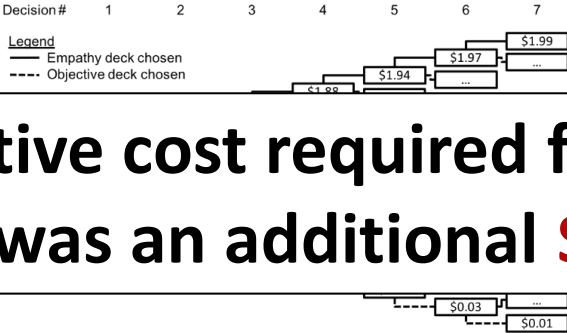 Decision # 1 2 3 4 5 6 7
Legend
Empathy deck chosen
Objective deck chosen
$1.99
$1.97
...
$1.94
...
$1.88
tive cost required f
was an additional
...
$0.03
$0.01